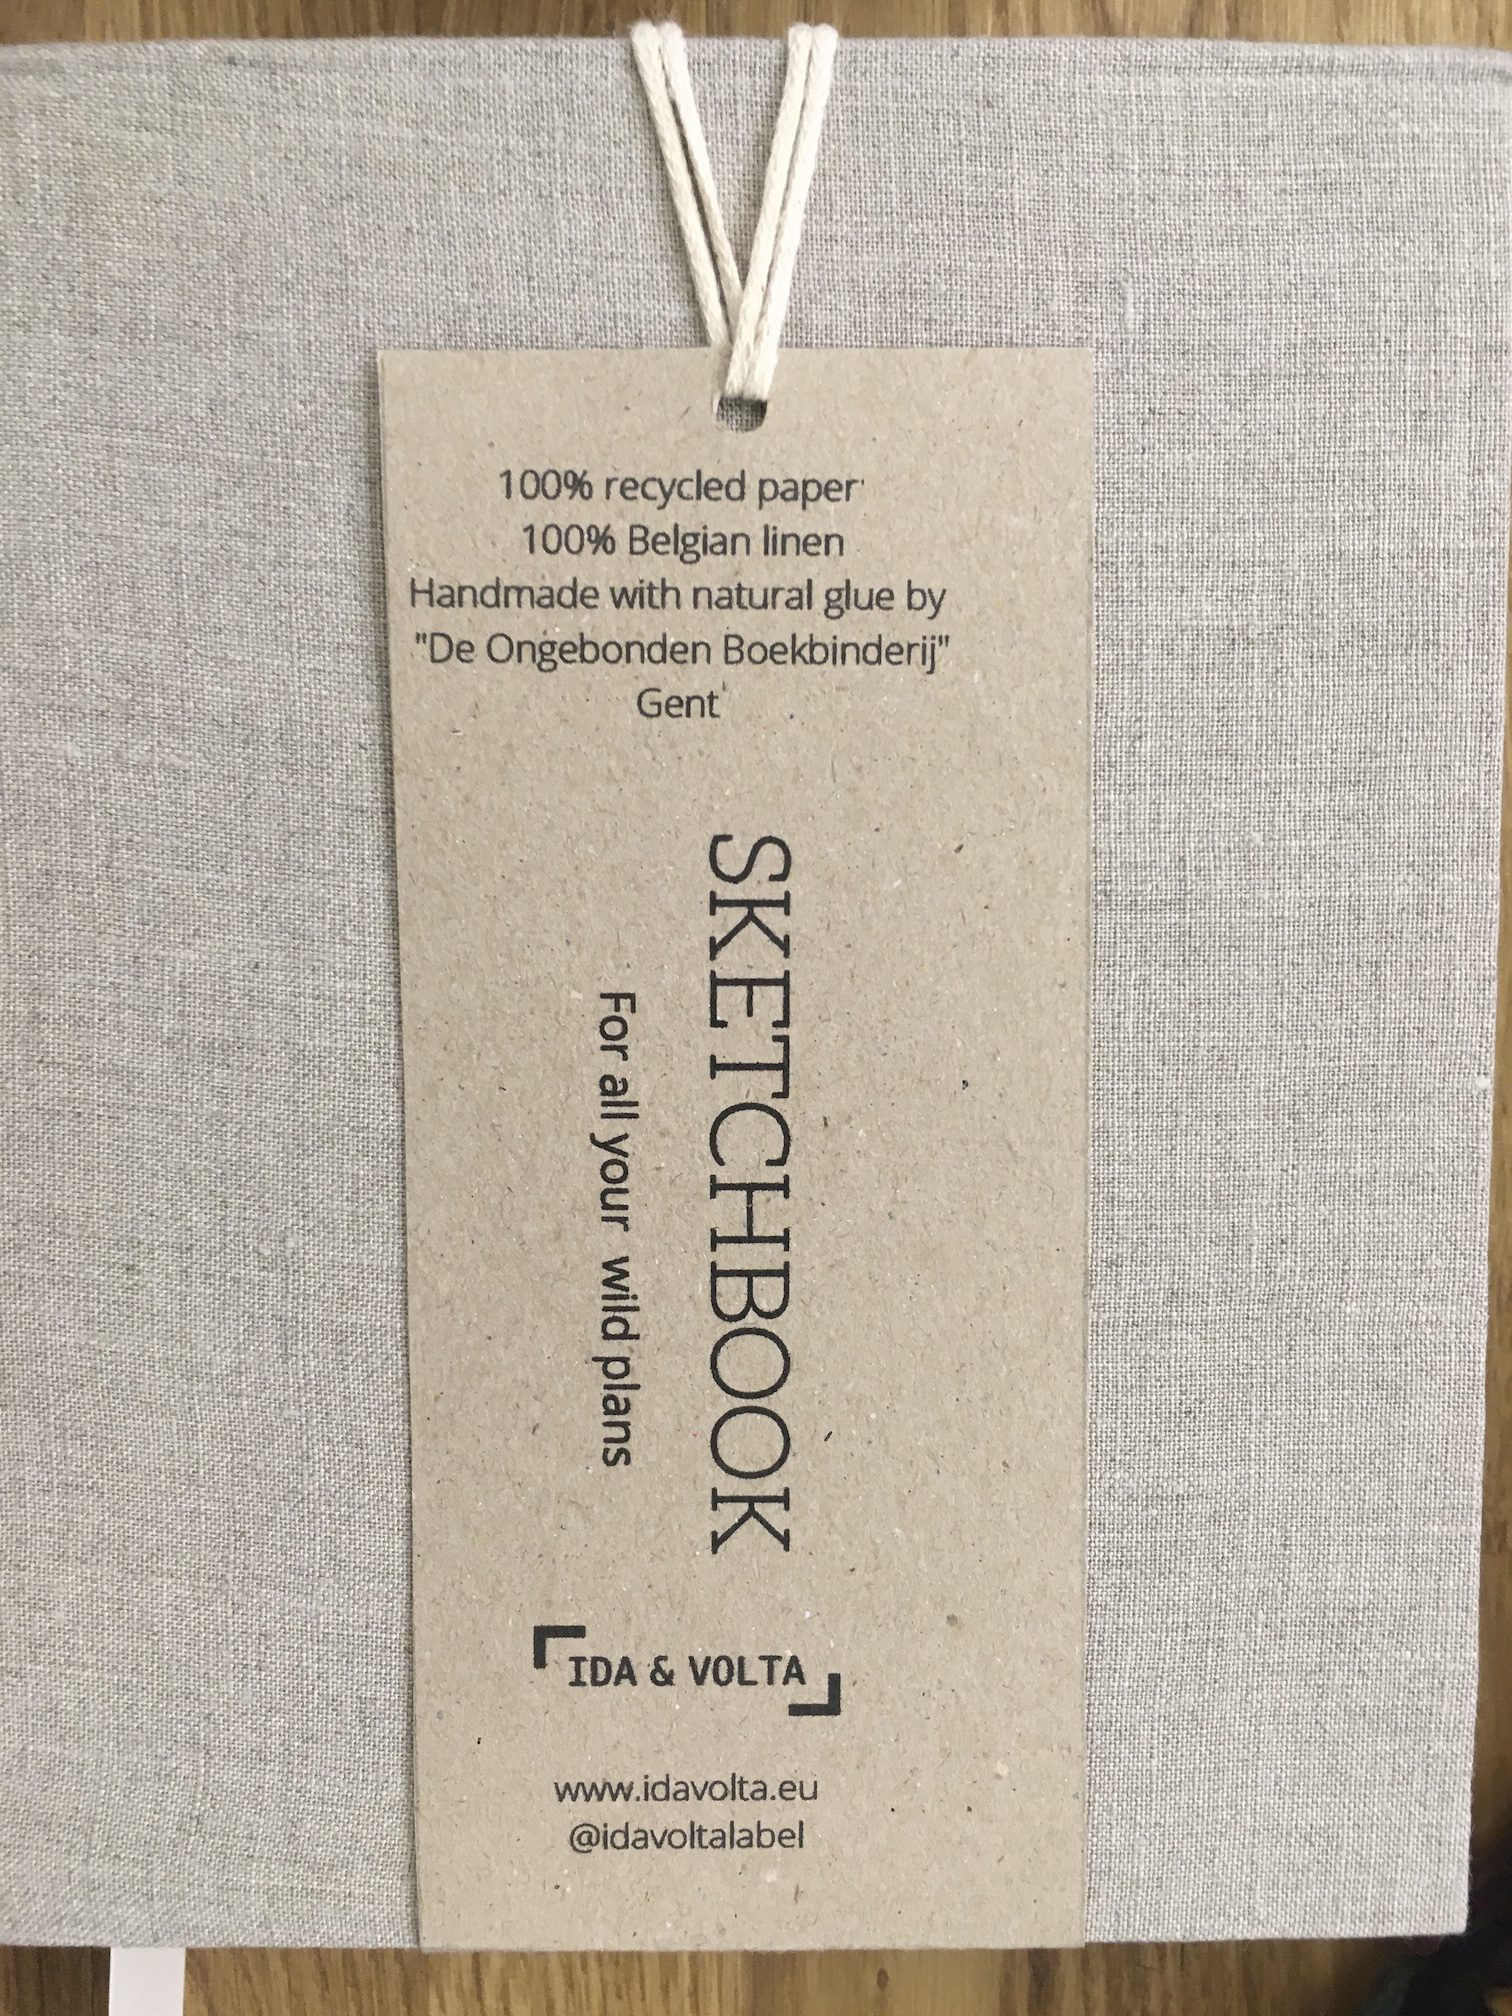 100% recycled paper
100% Belgian linen
Handmade with natural glue by
"De Ongebonden Boekbinderij"
Gent
SKETCHBOOK
For all your wild plans
IDA & VOLTA
www.idavolta.eu
@idavoltalabel